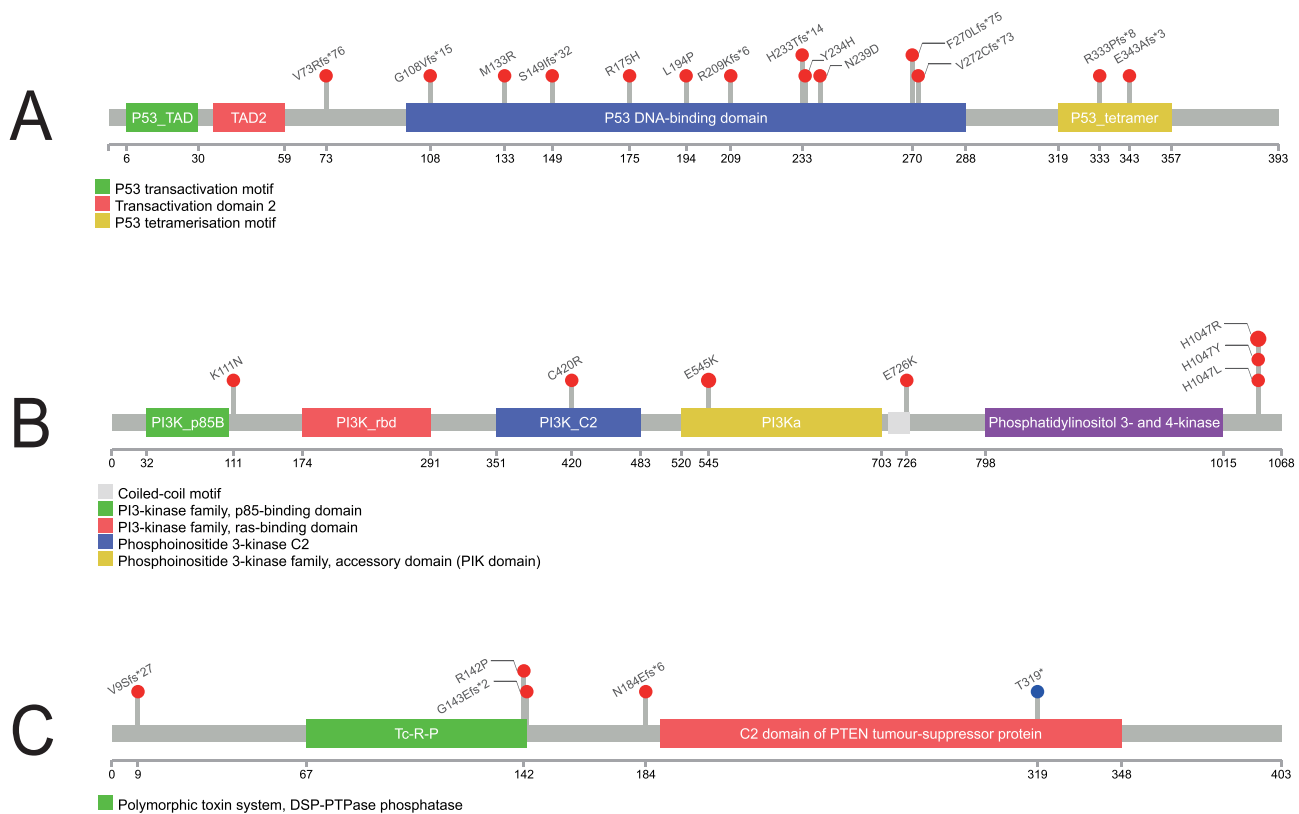 A
V73Rfs*76
G108Vfs*15
M133R
S149Ifs*32
R175H
L194P
R209Kfs*6
H233Tfs*14
Y234H
N239D
F270Lfs*75
V272Cfs*73
R333Pfs*8
E343Afs*3
P53_TAD TAD2 P53 DNA-binding domain P53_tetramer
6 30 59 73 108 133 149 175 194 209 233 270 288 319 333 343 357 393
P53 transactivation motif
Transactivation domain 2
P53 tetramerisation motif
B
K111N
C420R
E545K
E726K
H1047R
H1047Y
H1047L
PI3K_p85B PI3K_rbd PI3K_C2 PI3Ka Phosphatidylinositol 3- and 4-kinase
0 32 111 174 291 351 420 483 520 545 703 726 798 1015 1068
Coiled-coil motif
PI3-kinase family, p85-binding domain
PI3-kinase family, ras-binding domain
Phosphoinositide 3-kinase C2
Phosphoinositide 3-kinase family, accessory domain (PIK domain)
C
V9Sfs*27
R142P
G143Efs*2
N184Efs*6
T319*
Tc-R-P C2 domain of PTEN tumour-suppressor protein
0 9 67 142 184 319 348 403
Polymorphic toxin system, DSP-PTPase phosphatase